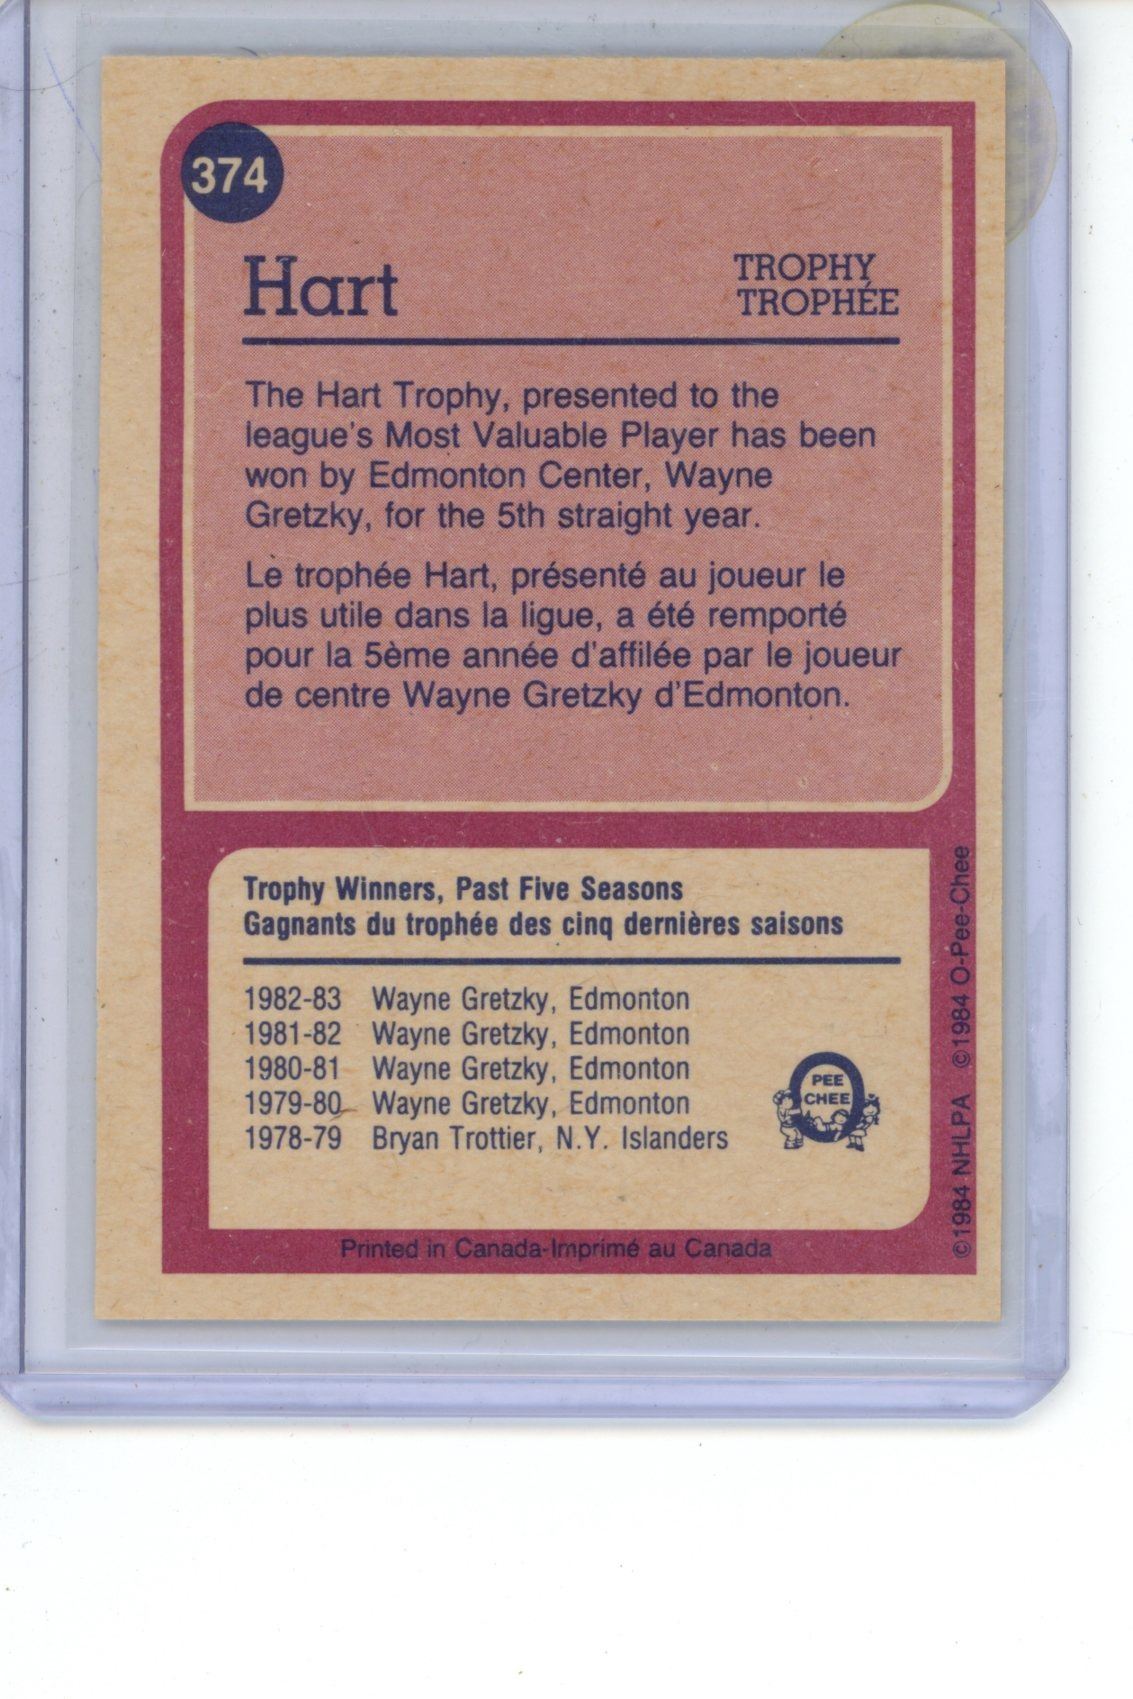 374
Hart
TROPHY
TROPHÉE
The Hart Trophy, presented to the
league's Most Valuable Player has been
won by Edmonton Center, Wayne
Gretzky, for the 5th straight year.
Le trophée Hart, présenté au joueur le
plus utile dans la ligue, a été remporté
pour la 5ème année d'affilée par le joueur
de centre Wayne Gretzky d'Edmonton.
Trophy Winners, Past Five Seasons
Gagnants du trophée des cinq dernières saisons
1982-83 Wayne Gretzky, Edmonton
1981-82 Wayne Gretzky, Edmonton
1980-81 Wayne Gretzky, Edmonton
1979-80 Wayne Gretzky, Edmonton
1978-79 Bryan Trottier, N.Y. Islanders
PEE
CHEE
Printed in Canada-Imprimé au Canada
©1984 NHLPA ©1984 O-Pee-Chee